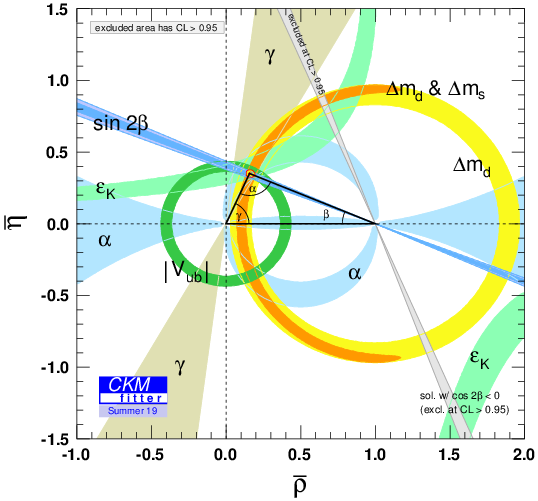 excluded area has CL > 0.95
excluded at CL > 0.95
γ
Δm_d & Δm_s
sin 2β
Δm_d
ε_K
α
α
γ
β
α
|V_ub|
γ
ε_K
CKM
fitter
Summer 19
sol. w/ cos 2β < 0
(excl. at CL > 0.95)
η̄
1.5
1.0
0.5
0.0
-0.5
-1.0
-1.5
-1.0
-0.5
0.0
0.5
1.0
1.5
2.0
ρ̄